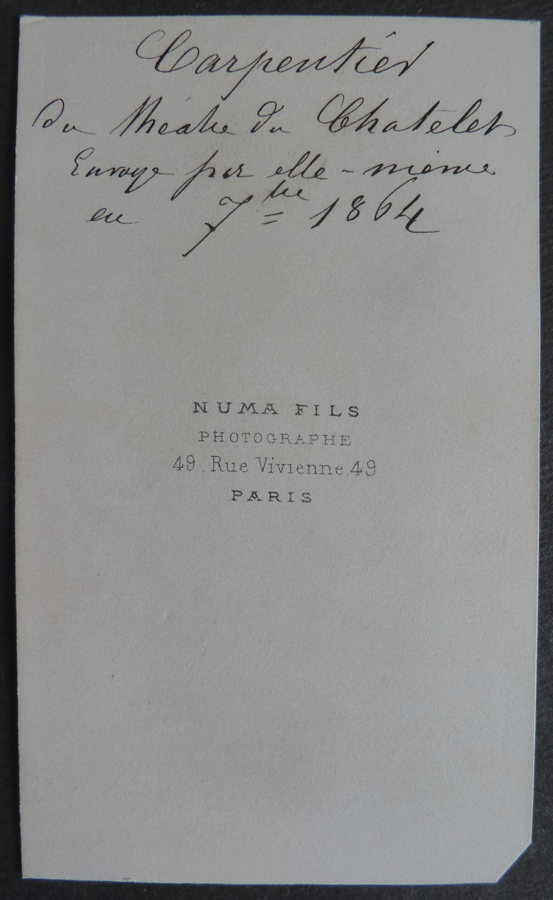 Carpentier
du théatre du Chatelet
Envoyé par elle-même
en 7bre 1864
NUMA FILS
PHOTOGRAPHE
49. Rue Vivienne. 49
PARIS